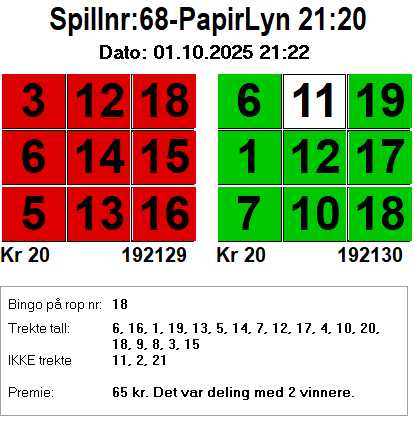 Spillnr:68-PapirLyn 21:20
Dato: 01.10.2025 21:22
3 12 18 6 11 19
6 14 15 1 12 17
5 13 16 7 10 18
Kr 20 192129 Kr 20 192130
Bingo på rop nr: 18
Trekte tall: 6, 16, 1, 19, 13, 5, 14, 7, 12, 17, 4, 10, 20,
18, 9, 8, 3, 15
IKKE trekte 11, 2, 21
Premie: 65 kr. Det var deling med 2 vinnere.